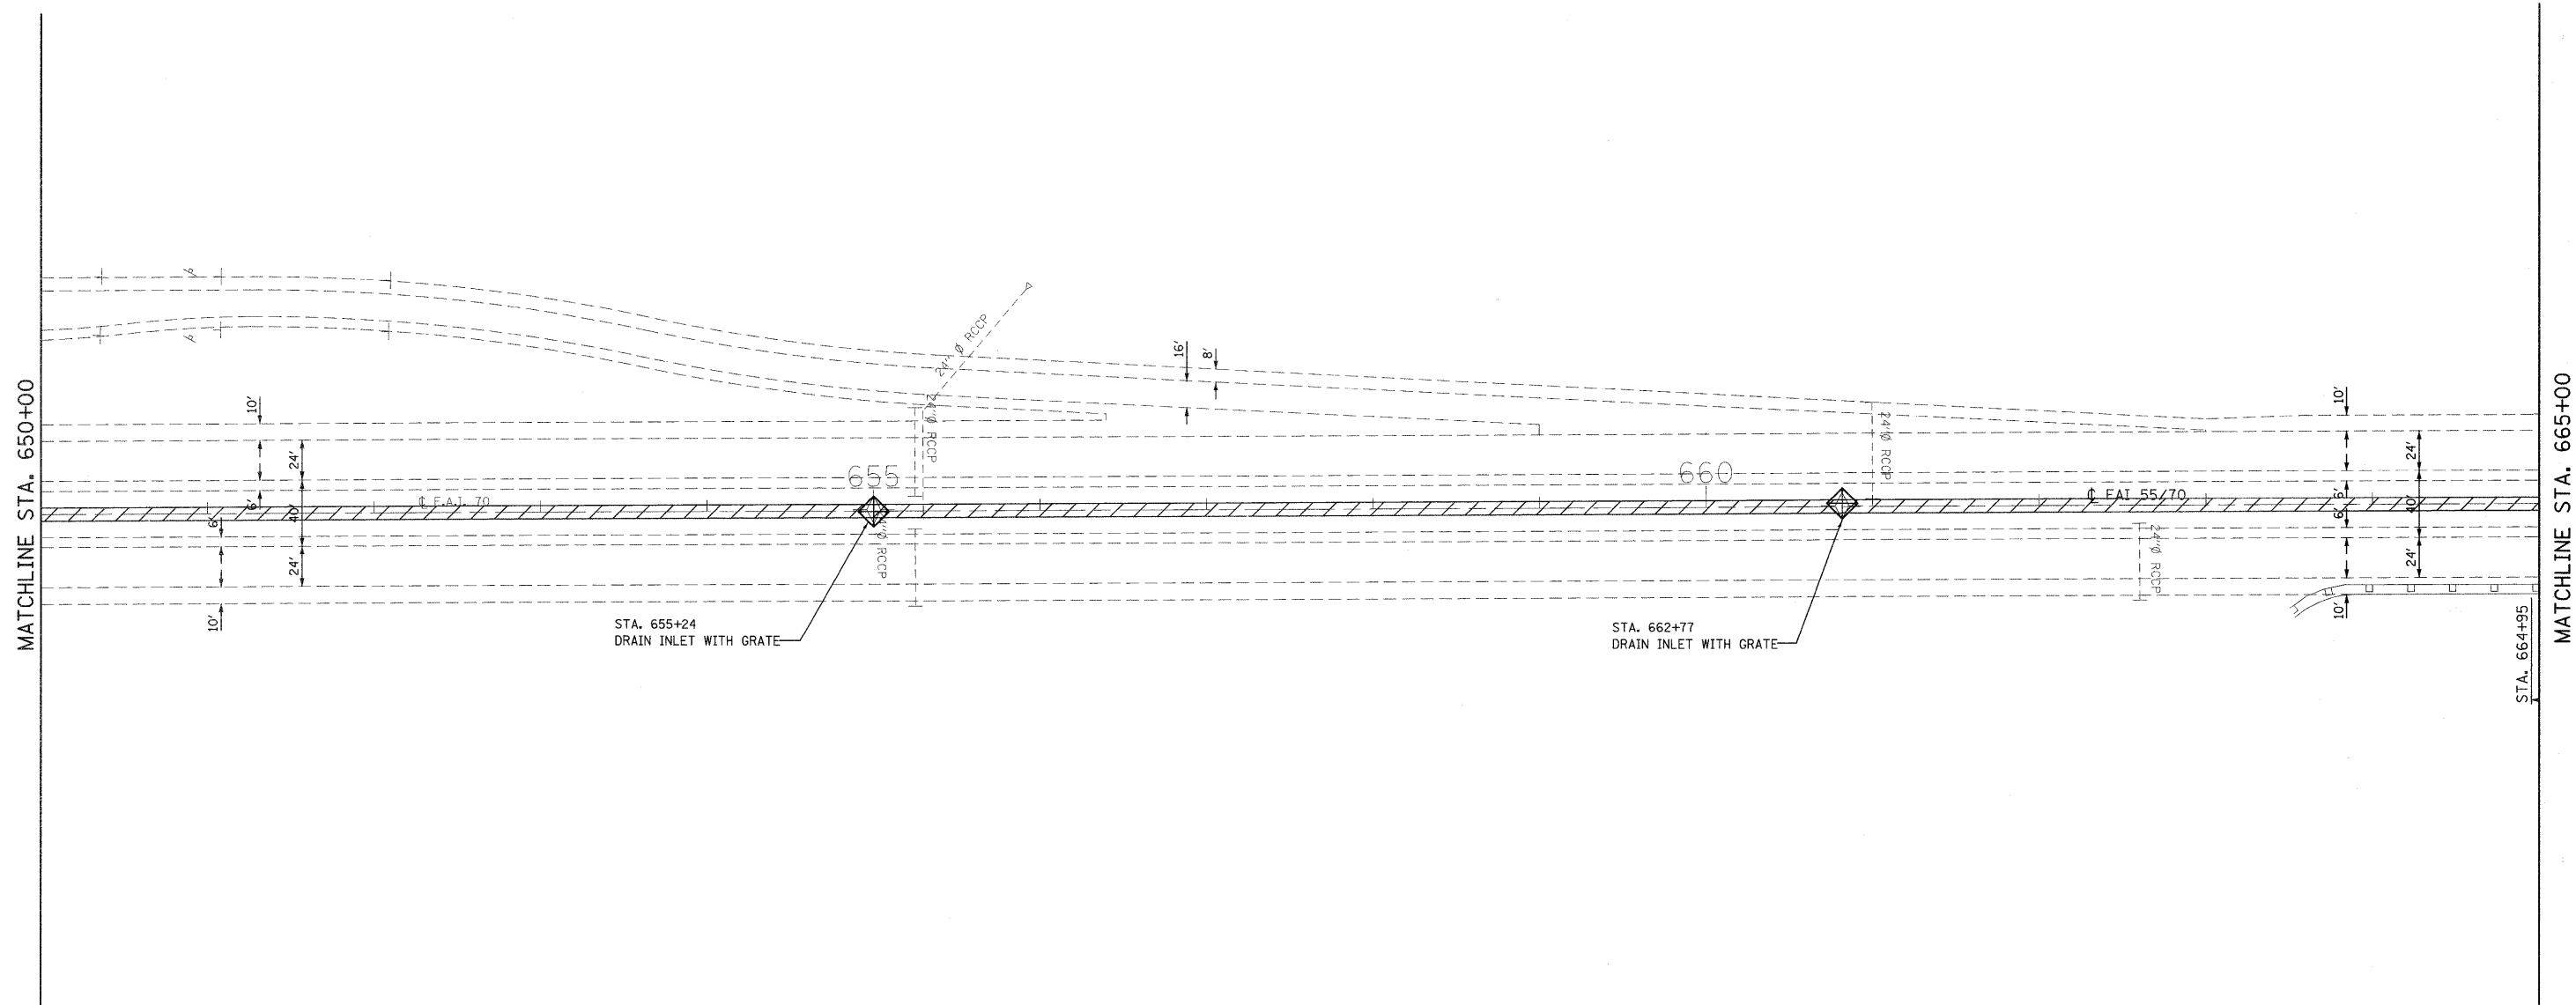 MATCHLINE STA. 650+00
10'
24'
6'
40'
6'
24'
10'
₵ F.A.I. 70
655
24" Ø RCCP
24"Ø RCCP
"Ø RCCP
STA. 655+24
DRAIN INLET WITH GRATE
16'
8'
660
24"Ø RCCP
STA. 662+77
DRAIN INLET WITH GRATE
₵ FAI 55/70
24"Ø RCCP
10'
24'
6'
40'
6'
24'
10'
STA. 664+95
MATCHLINE STA. 665+00